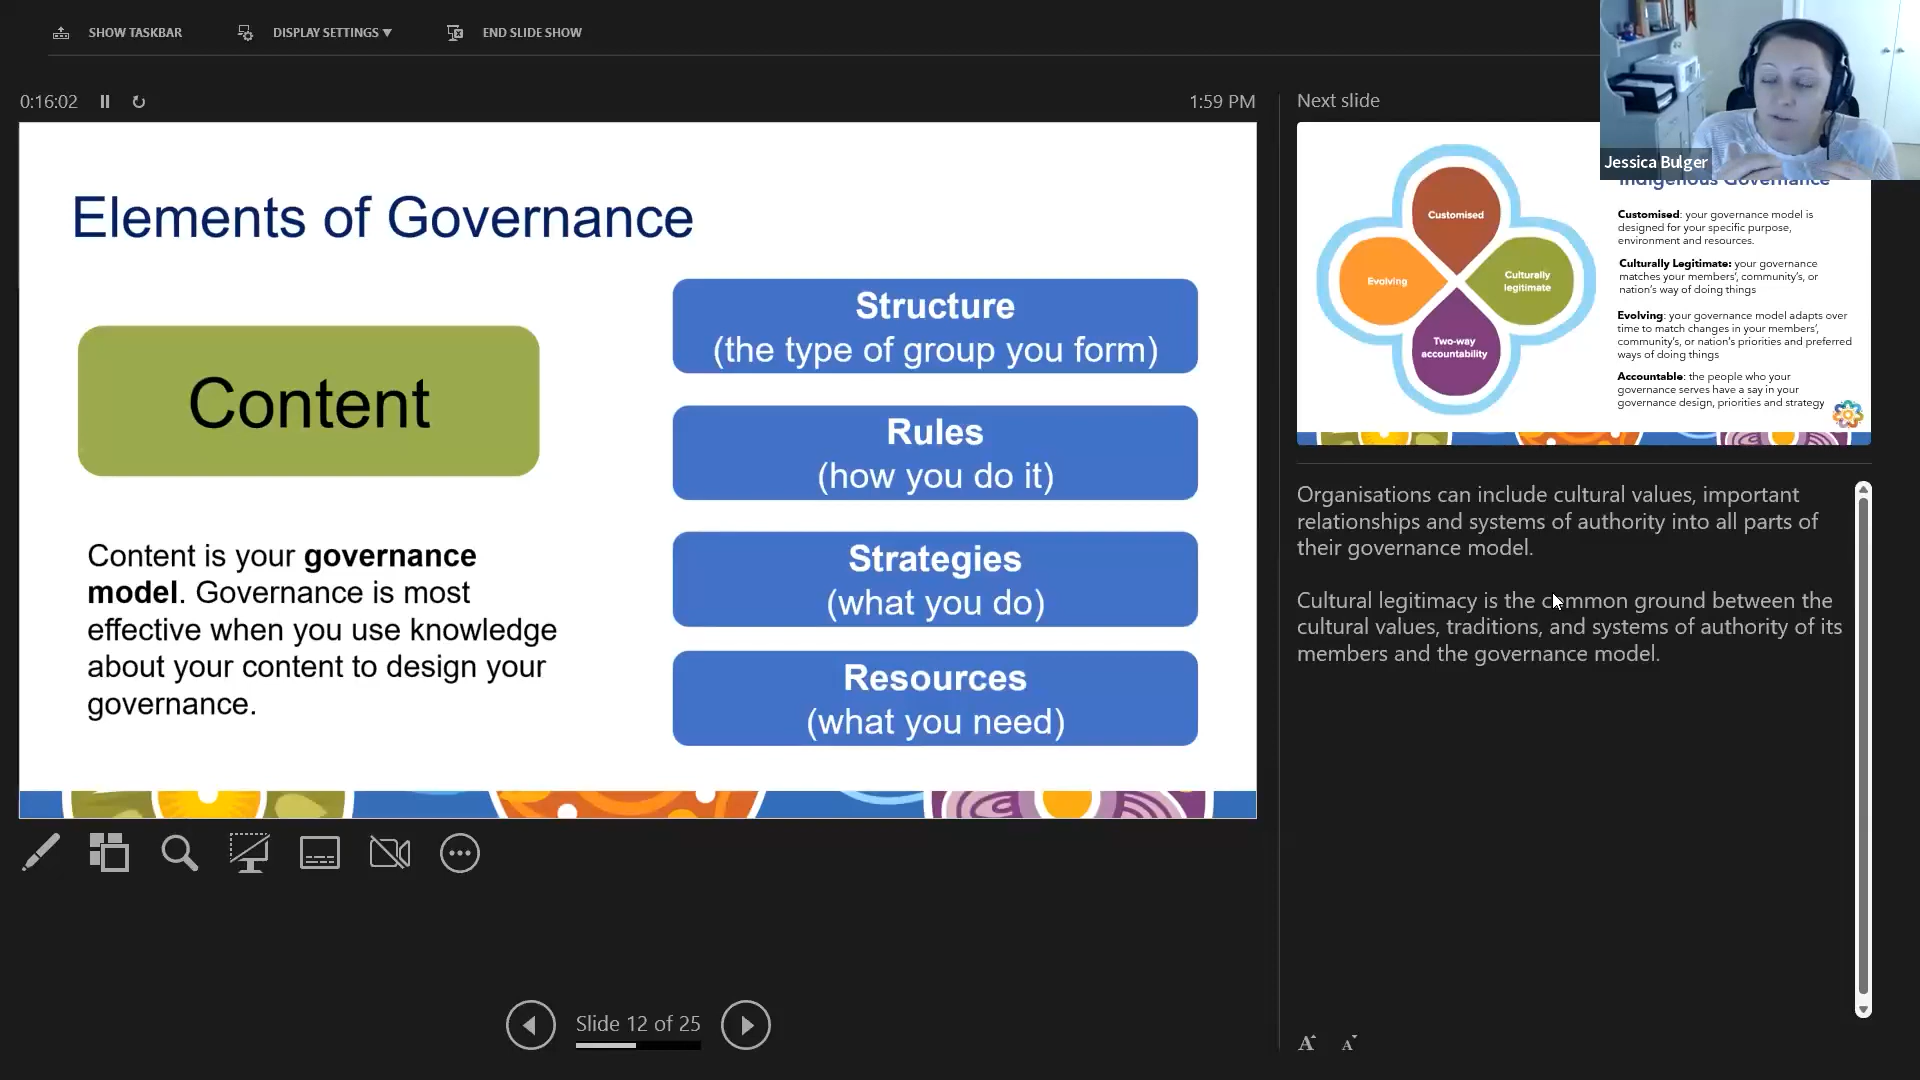 SHOW TASKBAR
DISPLAY SETTINGS ▼
END SLIDE SHOW
0:16:02
1:59 PM
Elements of Governance
Content
Content is your governance
model. Governance is most
effective when you use knowledge
about your content to design your
governance.
Structure
(the type of group you form)
Rules
(how you do it)
Strategies
(what you do)
Resources
(what you need)
Slide 12 of 25
Next slide
Jessica Bulger
Indigenous Governance
Customised
Evolving
Culturally
legitimate
Two-way
accountability
Customised: your governance model is
designed for your specific purpose,
environment and resources.
Culturally Legitimate: your governance
matches your members', community's, or
nation's way of doing things
Evolving: your governance model adapts over
time to match changes in your members',
community's, or nation's priorities and preferred
ways of doing things
Accountable: the people who your
governance serves have a say in your
governance design, priorities and strategy
Organisations can include cultural values, important
relationships and systems of authority into all parts of
their governance model.
Cultural legitimacy is the common ground between the
cultural values, traditions, and systems of authority of its
members and the governance model.
A A